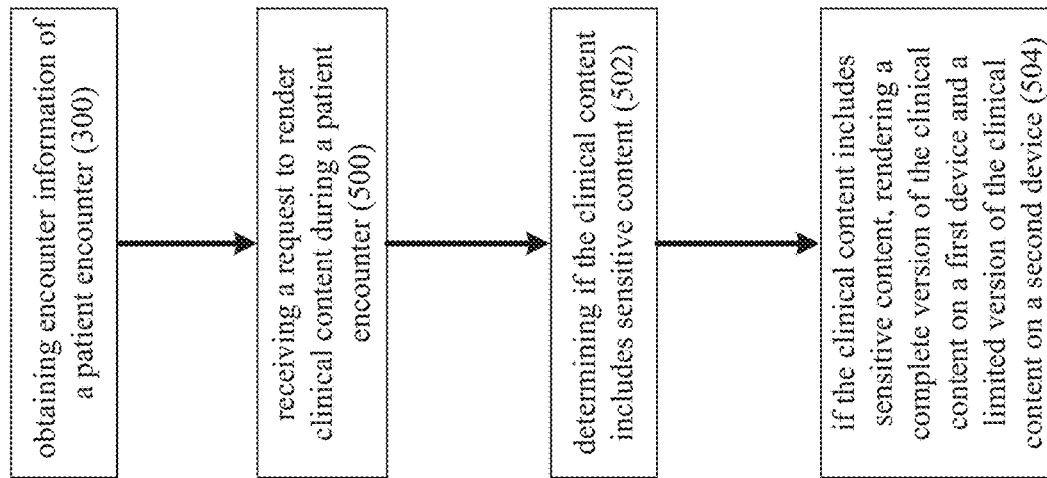 obtaining encounter information of
a patient encounter (300)
receiving a request to render
clinical content during a patient
encounter (500)
determining if the clinical content
includes sensitive content (502)
if the clinical content includes
sensitive content, rendering a
complete version of the clinical
content on a first device and a
limited version of the clinical
content on a second device (504)